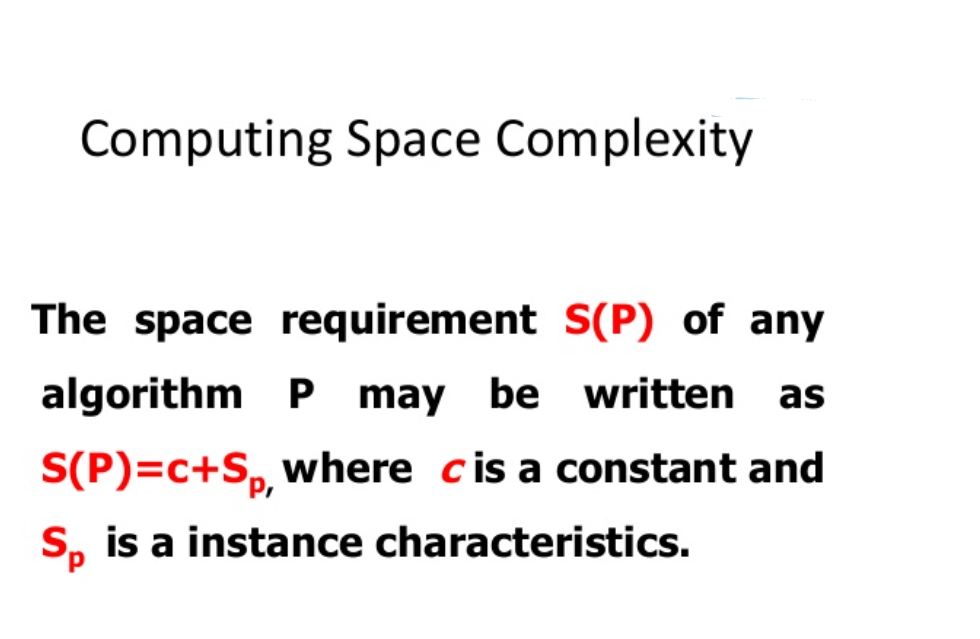 Computing Space Complexity
The space requirement S(P) of any
algorithm P may be written as
S(P)=c+Sp, where c is a constant and
Sp is a instance characteristics.